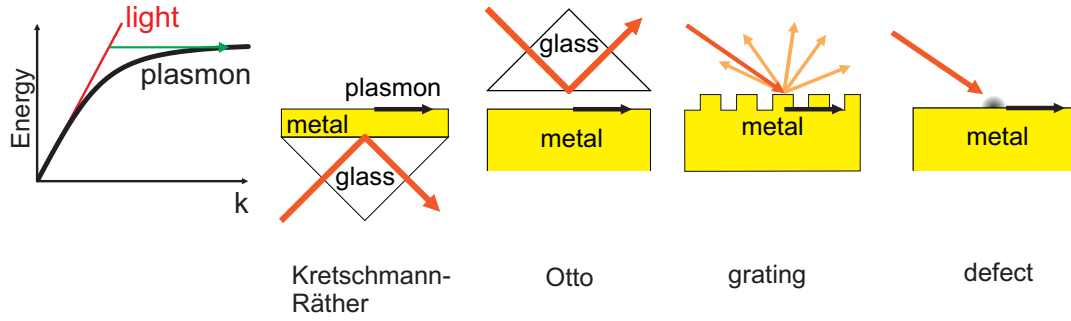 light
plasmon
Energy
k
plasmon
metal
glass
Kretschmann-
Räther
glass
metal
Otto
metal
grating
metal
defect